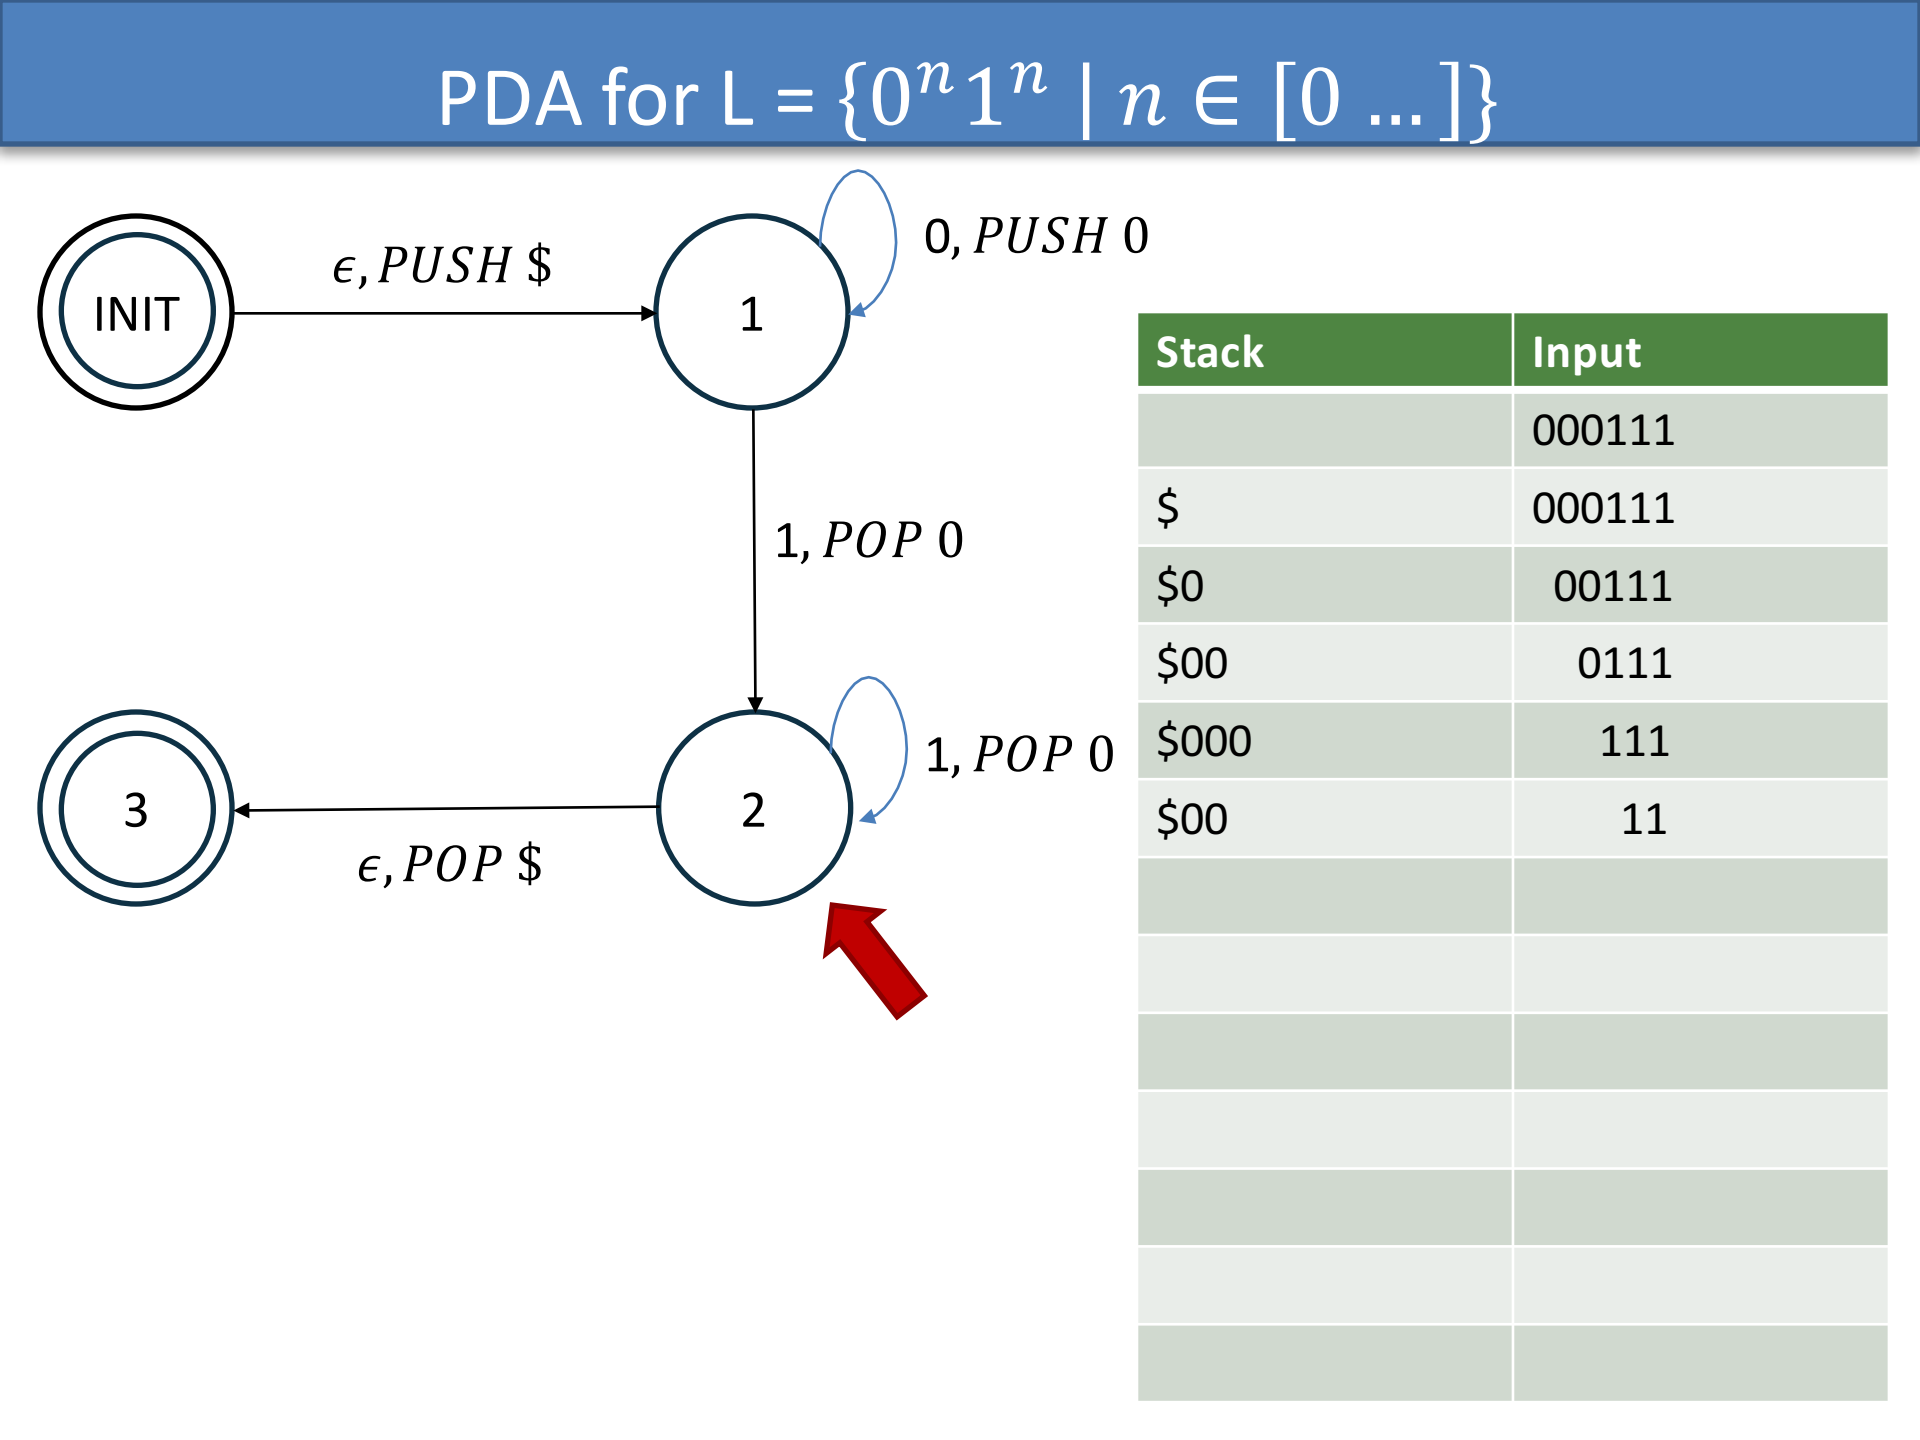 PDA for L = {0ⁿ1ⁿ | n ∈ [0 … ]}
INIT
ϵ, PUSH $
1
0, PUSH 0
1, POP 0
3
ϵ, POP $
2
1, POP 0
Stack Input
000111
$ 000111
$0 00111
$00 0111
$000 111
$00 11